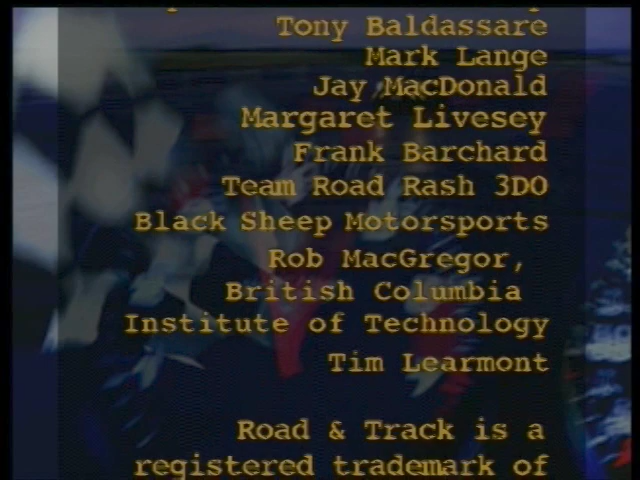 Tony Baldassare
Mark Lange
Jay MacDonald
Margaret Livesey
Frank Barchard
Team Road Rash 3DO
Black Sheep Motorsports
Rob MacGregor,
British Columbia
Institute of Technology
Tim Learmont
Road & Track is a
registered trademark of